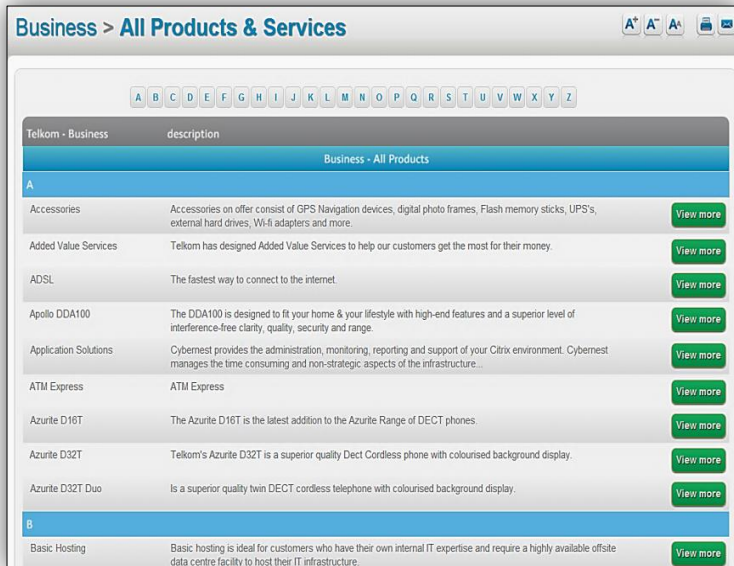 Business > All Products & Services
A+ A- AA
A B C D E F G H I J K L M N O P Q R S T U V W X Y Z
Telkom - Business description
Business - All Products
A
Accessories Accessories on offer consist of GPS Navigation devices, digital photo frames, Flash memory sticks, UPS's,
external hard drives, Wi-fi adapters and more. View more
Added Value Services Telkom has designed Added Value Services to help our customers get the most for their money. View more
ADSL The fastest way to connect to the internet. View more
Apollo DDA100 The DDA100 is designed to fit your home & your lifestyle with high-end features and a superior level of
interference-free clarity, quality, security and range. View more
Application Solutions Cybernest provides the administration, monitoring, reporting and support of your Citrix environment. Cybernest
manages the time consuming and non-strategic aspects of the infrastructure... View more
ATM Express ATM Express View more
Azurite D16T The Azurite D16T is the latest addition to the Azurite Range of DECT phones. View more
Azurite D32T Telkom's Azurite D32T is a superior quality Dect Cordless phone with colourised background display. View more
Azurite D32T Duo Is a superior quality twin DECT cordless telephone with colourised background display. View more
B
Basic Hosting Basic hosting is ideal for customers who have their own internal IT expertise and require a highly available offsite
data centre facility to host their IT infrastructure. View more